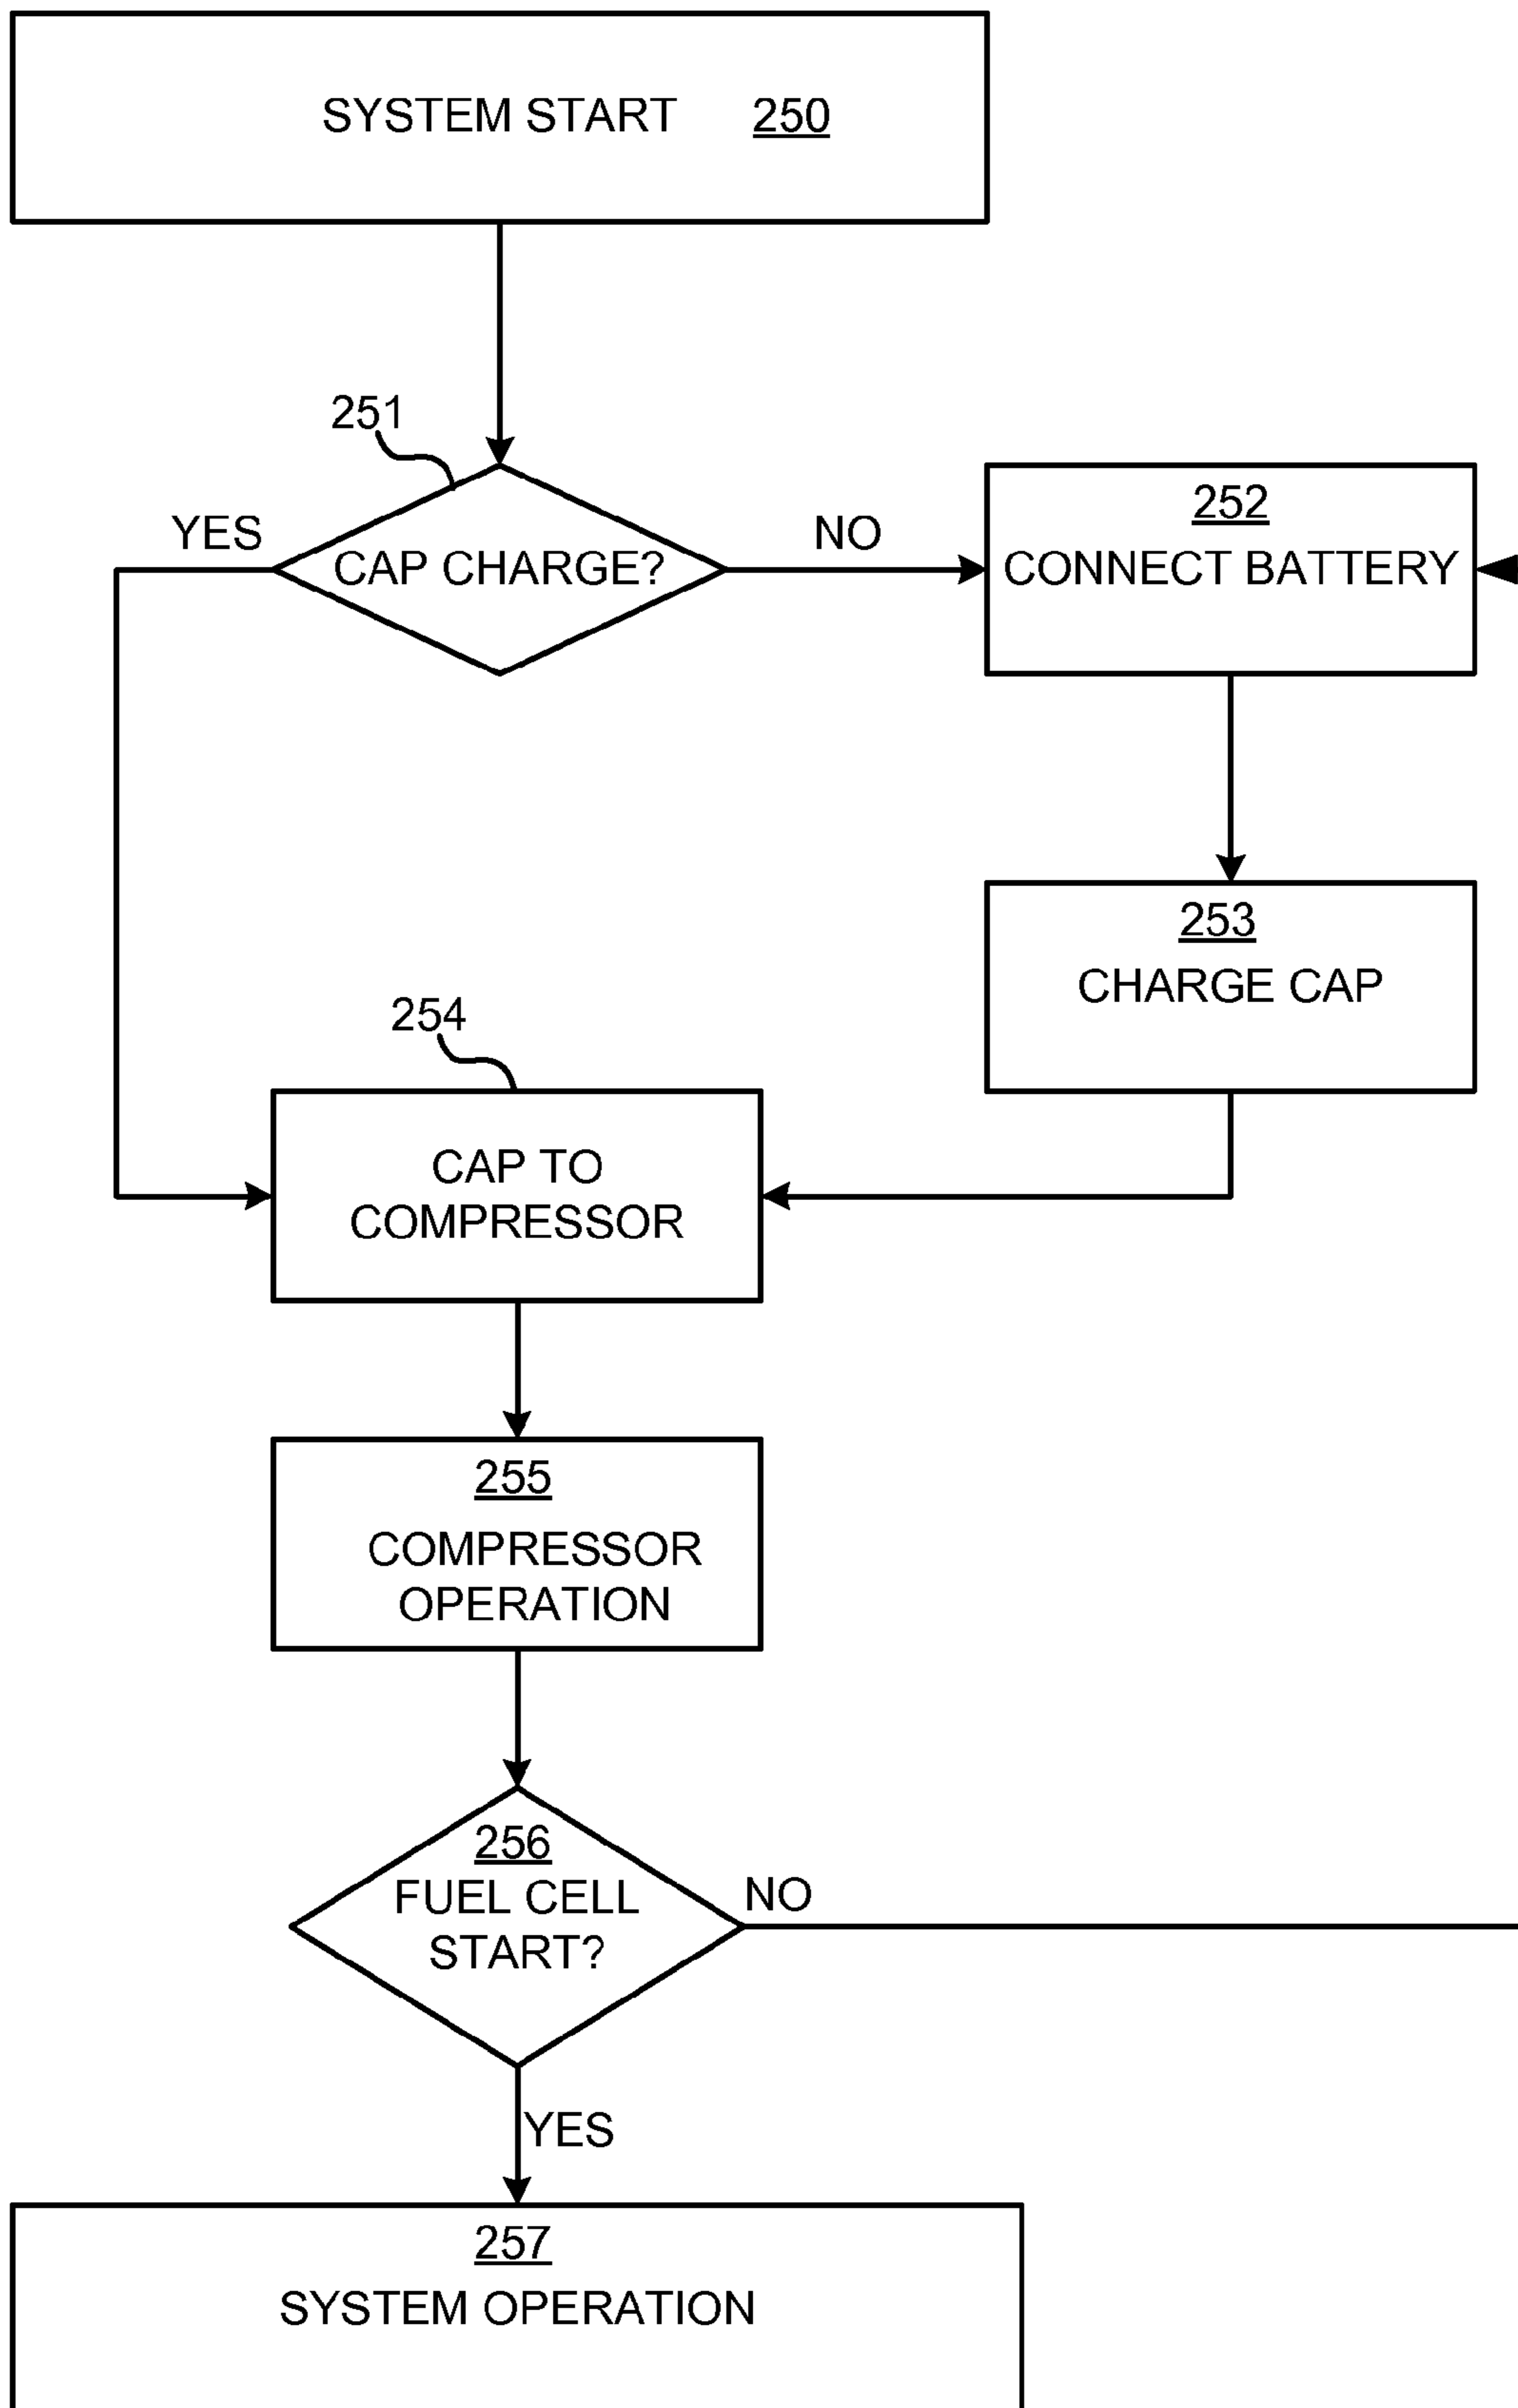 SYSTEM START 250
251
YES
CAP CHARGE?
NO
252
CONNECT BATTERY
253
CHARGE CAP
254
CAP TO
COMPRESSOR
255
COMPRESSOR
OPERATION
256
FUEL CELL
START?
NO
YES
257
SYSTEM OPERATION